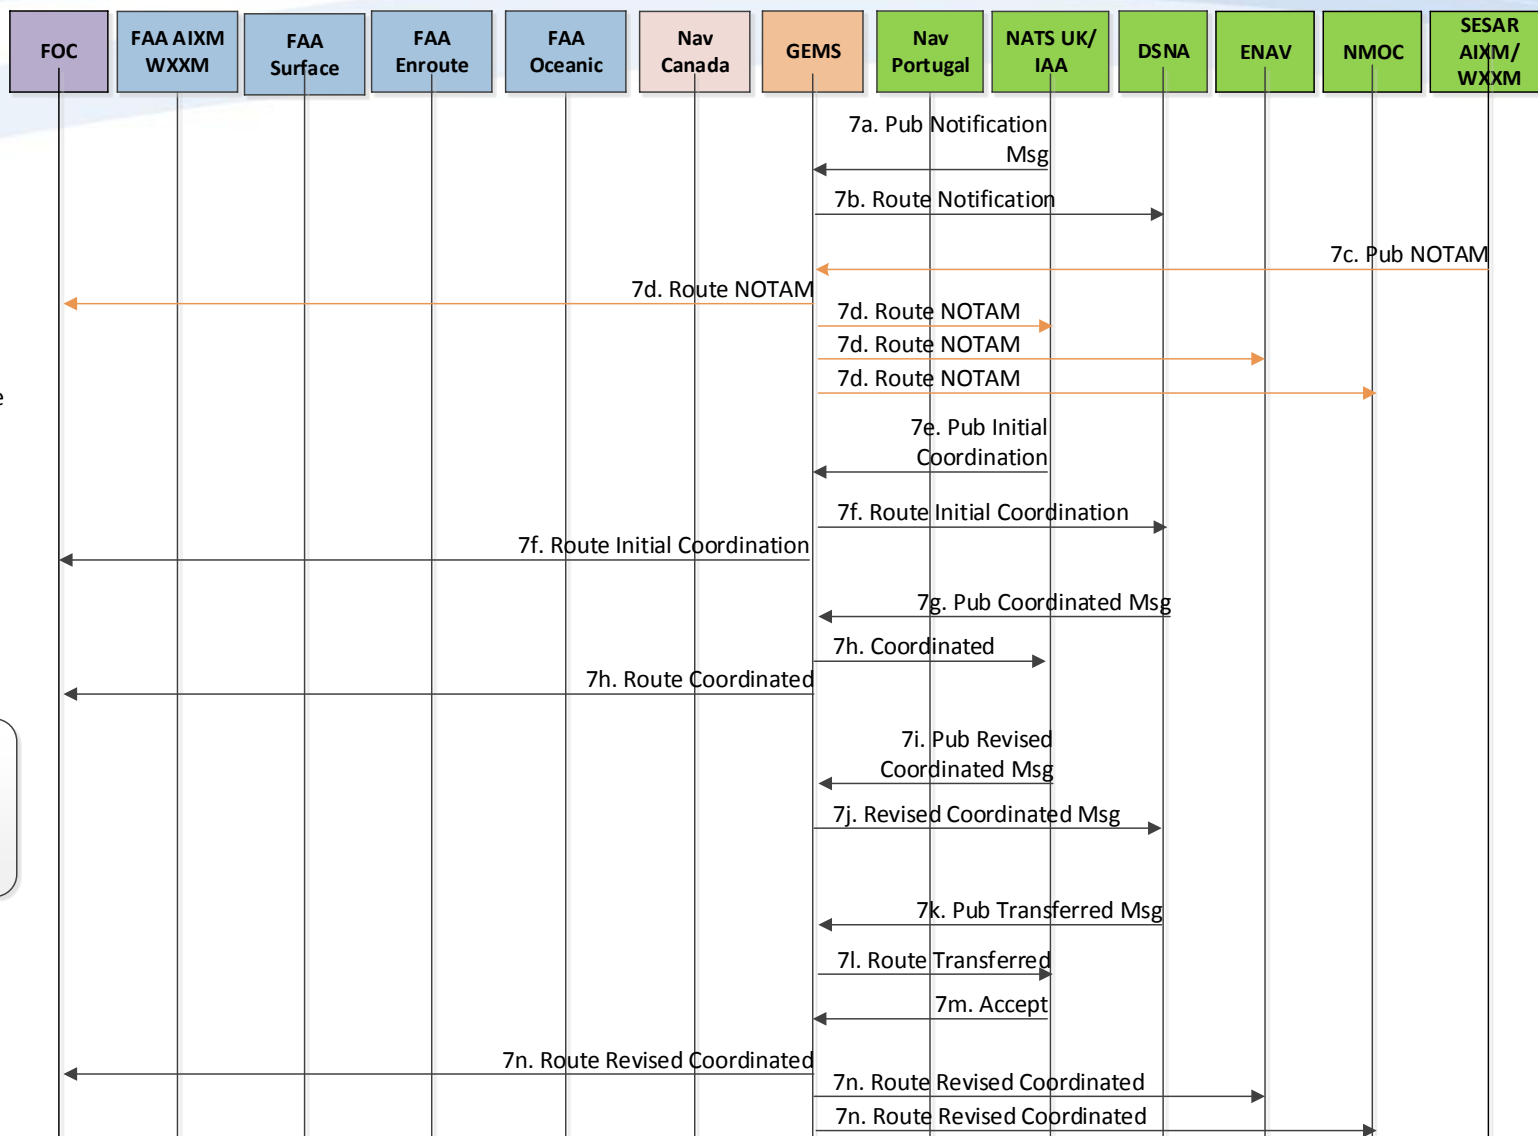 FOC
FAA AIXM
WXXM
FAA
Surface
FAA
Enroute
FAA
Oceanic
Nav
Canada
GEMS
Nav
Portugal
NATS UK/
IAA
DSNA
ENAV
NMOC
SESAR
AIXM/
WXXM
7a. Pub Notification
Msg
7b. Route Notification
7c. Pub NOTAM
7d. Route NOTAM
7d. Route NOTAM
7d. Route NOTAM
7d. Route NOTAM
e
7e. Pub Initial
Coordination
7f. Route Initial Coordination
7f. Route Initial Coordination
7g. Pub Coordinated Msg
7h. Coordinated
7h. Route Coordinated
7i. Pub Revised
Coordinated Msg
7j. Revised Coordinated Msg
7k. Pub Transferred Msg
7l. Route Transferred
7m. Accept
7n. Route Revised Coordinated
7n. Route Revised Coordinated
7n. Route Revised Coordinated